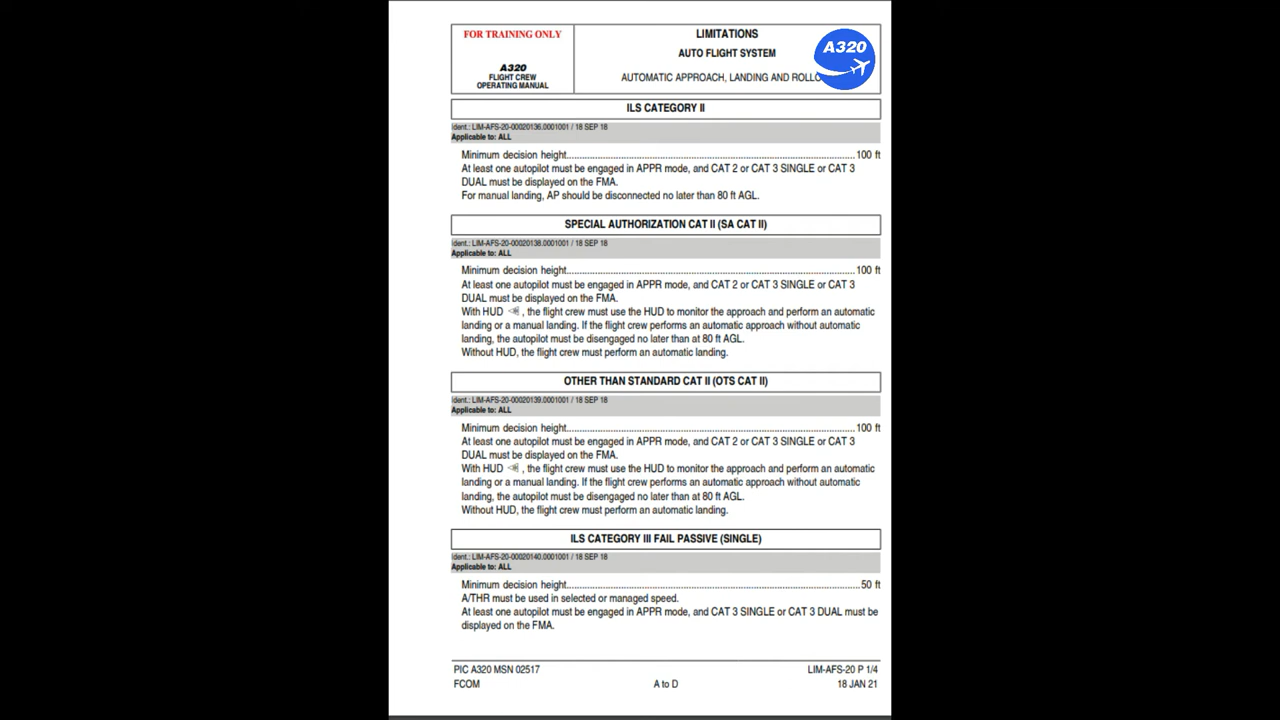 FOR TRAINING ONLY
A320
FLIGHT CREW
OPERATING MANUAL
LIMITATIONS
AUTO FLIGHT SYSTEM
AUTOMATIC APPROACH, LANDING AND
A320
ILS CATEGORY II
Ident.: LIM-AFS-20-00020136.0001001 / 18 SEP 18
Applicable to: ALL
Minimum decision height........................................................................................................100 ft
At least one autopilot must be engaged in APPR mode, and CAT 2 or CAT 3 SINGLE or CAT 3
DUAL must be displayed on the FMA.
For manual landing, AP should be disconnected no later than 80 ft AGL.
SPECIAL AUTHORIZATION CAT II (SA CAT II)
Ident.: LIM-AFS-20-00020138.0001001 / 18 SEP 18
Applicable to: ALL
Minimum decision height........................................................................................................100 ft
At least one autopilot must be engaged in APPR mode, and CAT 2 or CAT 3 SINGLE or CAT 3
DUAL must be displayed on the FMA.
With HUD , the flight crew must use the HUD to monitor the approach and perform an automatic
landing or a manual landing. If the flight crew performs an automatic approach without automatic
landing, the autopilot must be disengaged no later than at 80 ft AGL.
Without HUD, the flight crew must perform an automatic landing.
OTHER THAN STANDARD CAT II (OTS CAT II)
Ident.: LIM-AFS-20-00020139.0001001 / 18 SEP 18
Applicable to: ALL
Minimum decision height........................................................................................................100 ft
At least one autopilot must be engaged in APPR mode, and CAT 2 or CAT 3 SINGLE or CAT 3
DUAL must be displayed on the FMA.
With HUD , the flight crew must use the HUD to monitor the approach and perform an automatic
landing or a manual landing. If the flight crew performs an automatic approach without automatic
landing, the autopilot must be disengaged no later than at 80 ft AGL.
Without HUD, the flight crew must perform an automatic landing.
ILS CATEGORY III FAIL PASSIVE (SINGLE)
Ident.: LIM-AFS-20-00020140.0001001 / 18 SEP 18
Applicable to: ALL
Minimum decision height..........................................................................................................50 ft
A/THR must be used in selected or managed speed.
At least one autopilot must be engaged in APPR mode, and CAT 3 SINGLE or CAT 3 DUAL must be
displayed on the FMA.
PIC A320 MSN 02517
LIM-AFS-20 P 1/4
FCOM
A to D
18 JAN 21